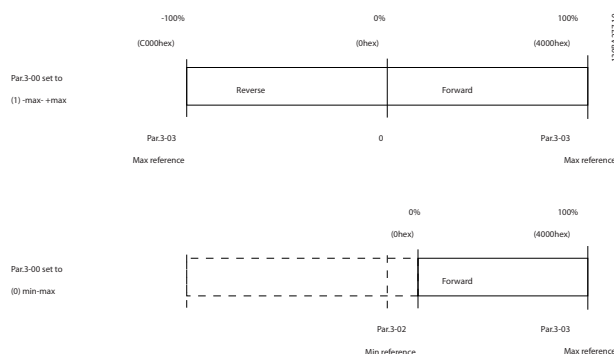 -100% 0% 100%
(C000hex) (0hex) (4000hex)
Par.3-00 set to
(1) -max- +max
Reverse Forward
Par.3-03 0 Par.3-03
Max reference Max reference
0% 100%
(0hex) (4000hex)
Par.3-00 set to
(0) min-max
Forward
Par.3-02 Par.3-03
Min reference Max reference